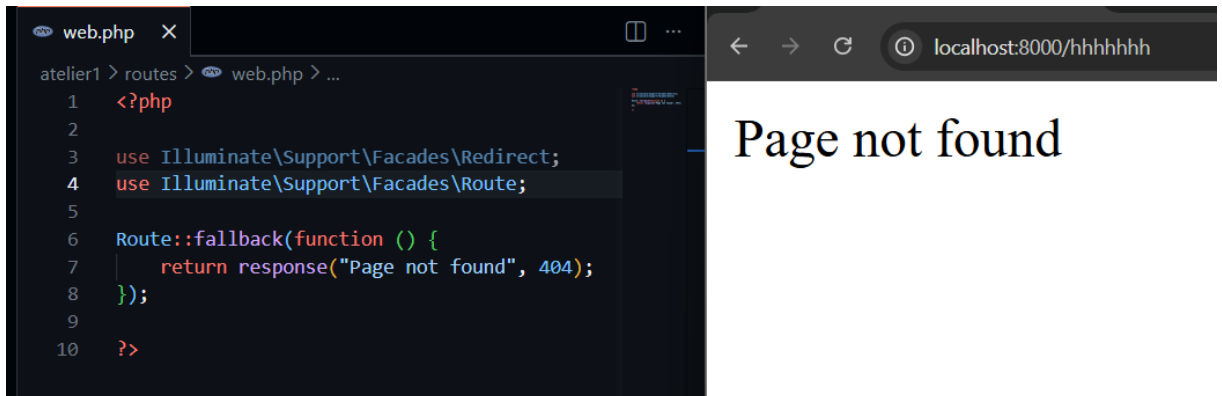 web.php
atelier1 > routes > web.php > ...
1 <?php
2
3 use Illuminate\Support\Facades\Redirect;
4 use Illuminate\Support\Facades\Route;
5
6 Route::fallback(function () {
7     return response("Page not found", 404);
8 });
9
10 ?>
localhost:8000/hhhhhhh
Page not found